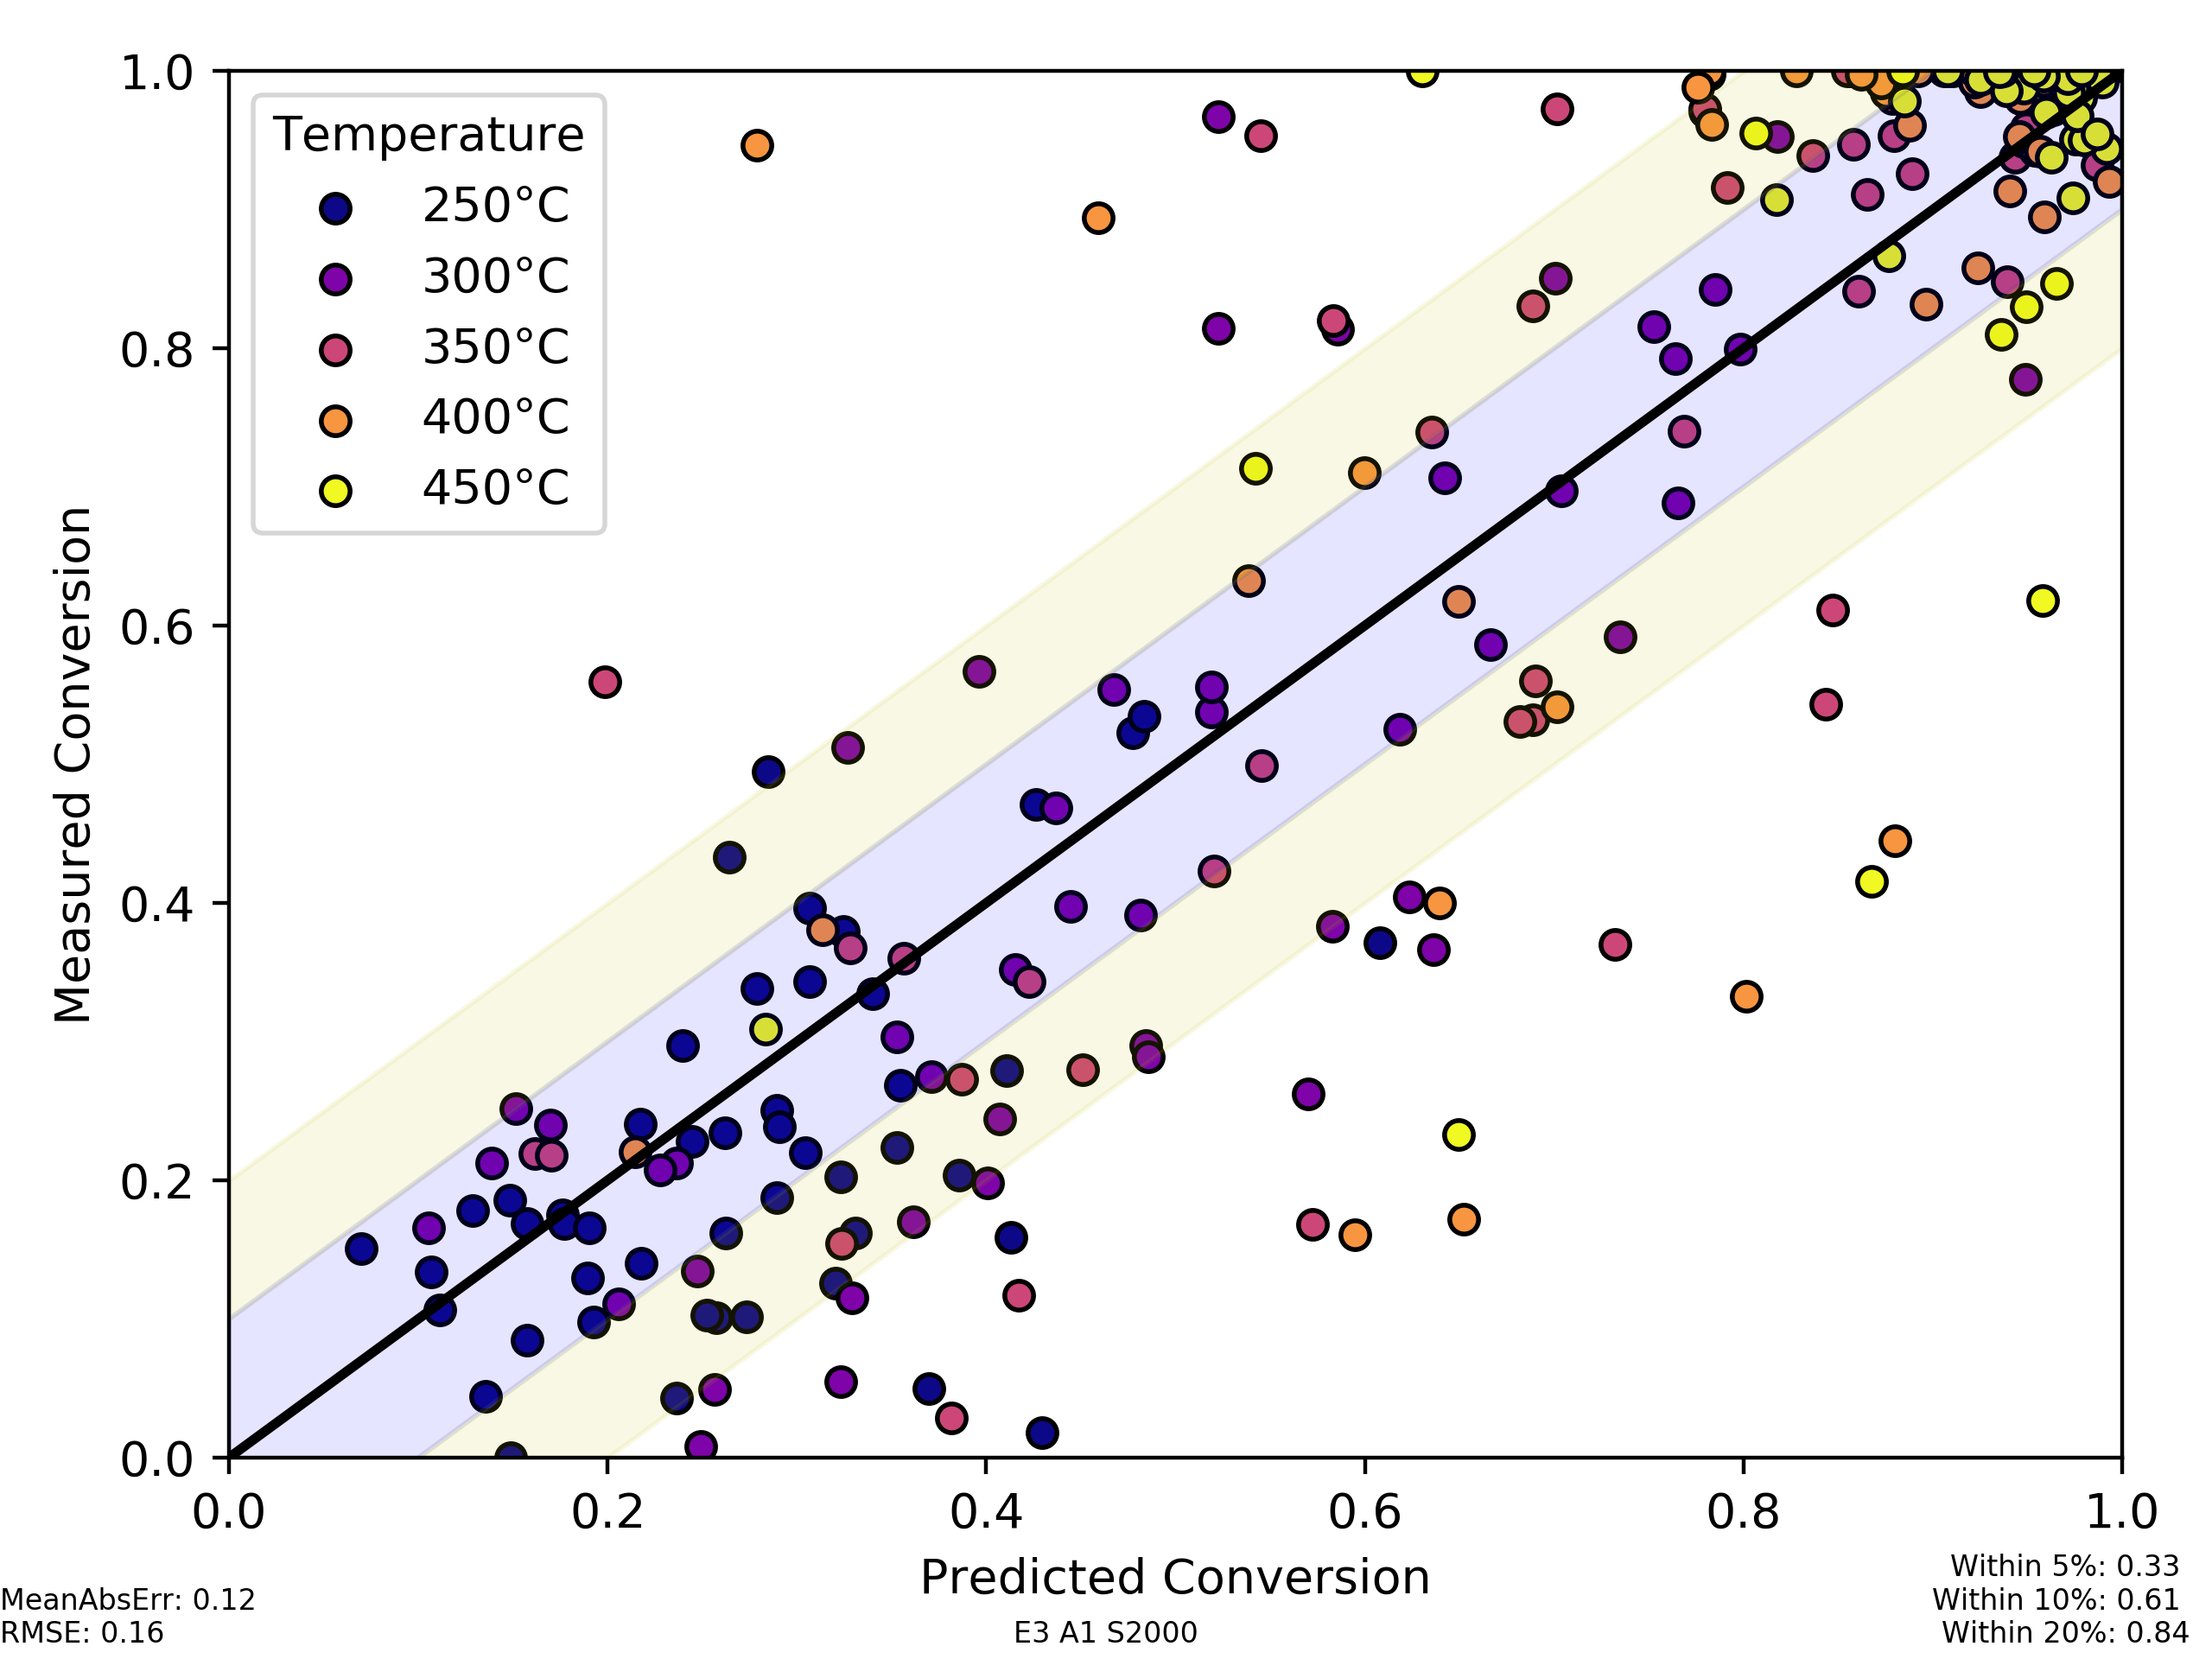 1.0
0.8
0.6
0.4
0.2
0.0
Measured Conversion
Temperature
250°C
300°C
350°C
400°C
450°C
0.0 0.2 0.4 0.6 0.8 1.0
Predicted Conversion
MeanAbsErr: 0.12
RMSE: 0.16
E3 A1 S2000
Within 5%: 0.33
Within 10%: 0.61
Within 20%: 0.84